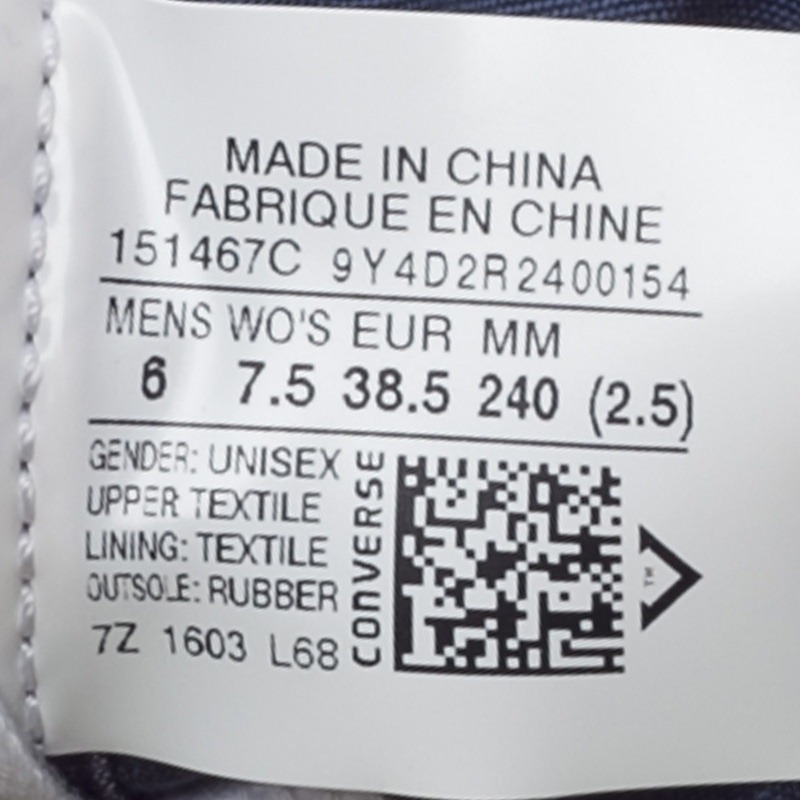 MADE IN CHINA
FABRIQUE EN CHINE
151467C 9Y4D2R2400154
MENS WO'S EUR MM
6 7.5 38.5 240 (2.5)
GENDER: UNISEX
UPPER TEXTILE
LINING: TEXTILE
OUTSOLE: RUBBER
7Z 1603 L68
CONVERSE
TM